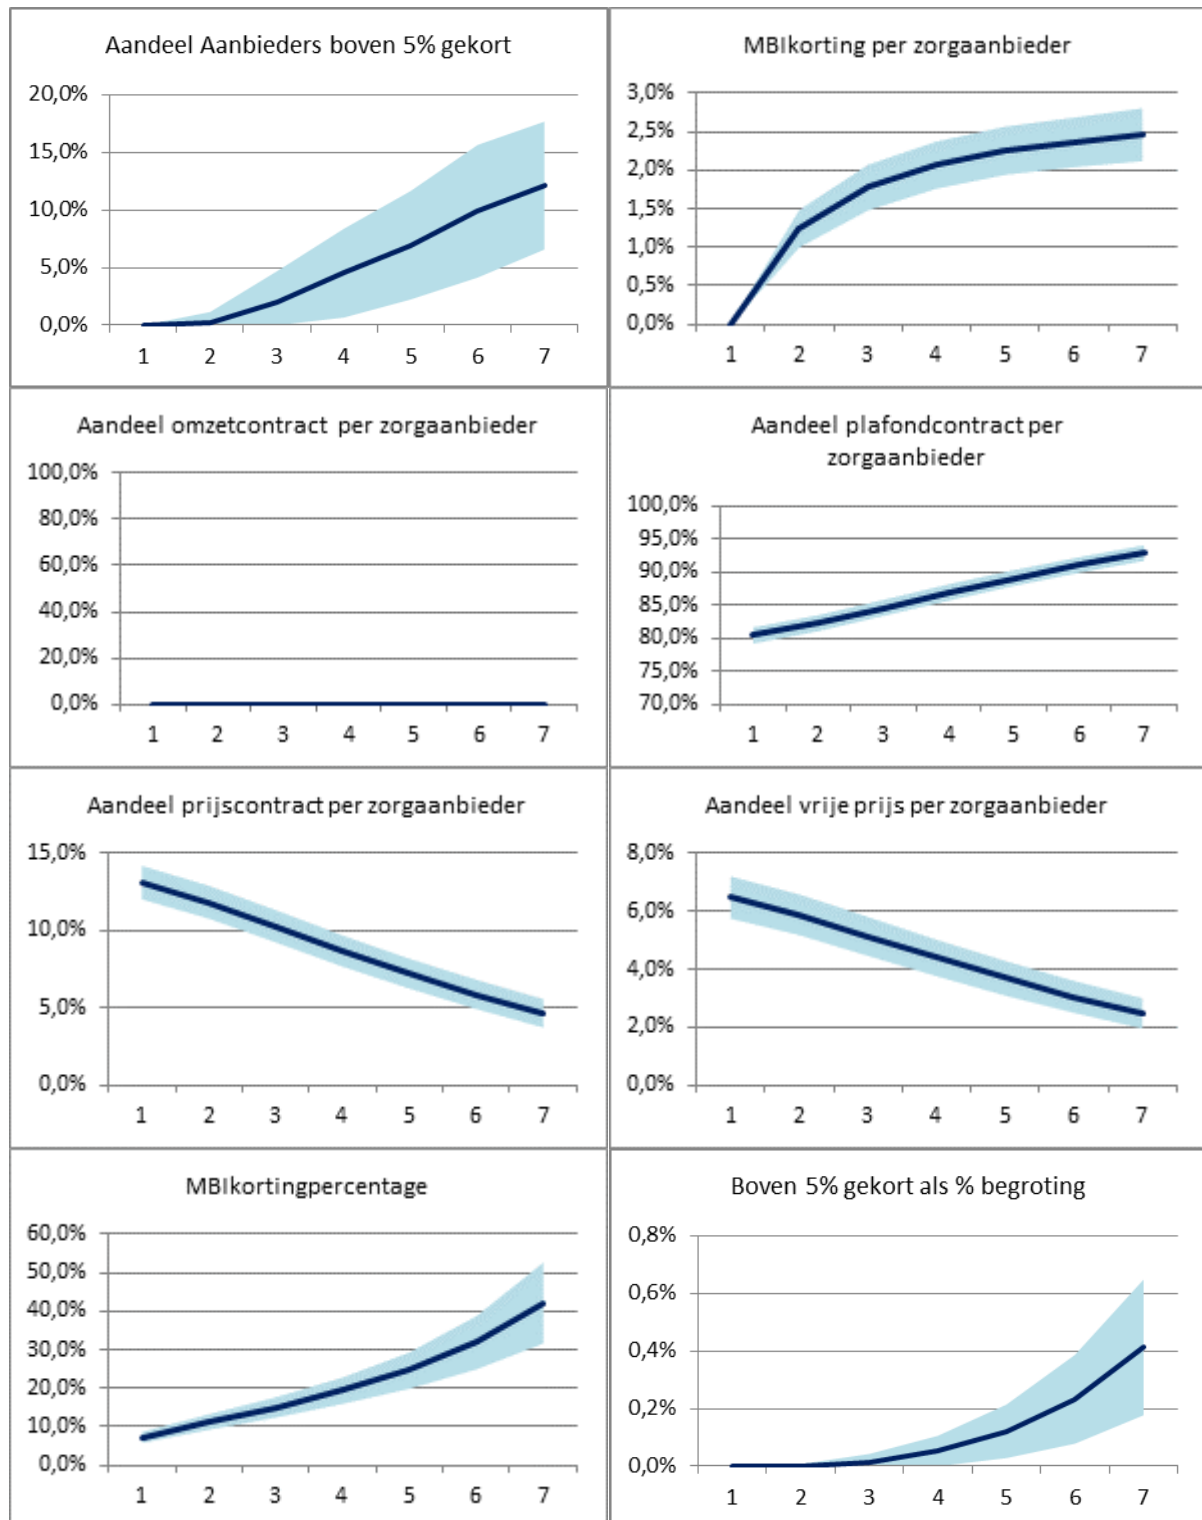 Aandeel Aanbieders boven 5% gekort
20,0%
15,0%
10,0%
5,0%
0,0%
1 2 3 4 5 6 7
MBIkorting per zorgaanbieder
3,0%
2,5%
2,0%
1,5%
1,0%
0,5%
0,0%
1 2 3 4 5 6 7
Aandeel omzetcontract per zorgaanbieder
100,0%
80,0%
60,0%
40,0%
20,0%
0,0%
1 2 3 4 5 6 7
Aandeel plafondcontract per
zorgaanbieder
100,0%
95,0%
90,0%
85,0%
80,0%
75,0%
70,0%
1 2 3 4 5 6 7
Aandeel prijscontract per zorgaanbieder
15,0%
10,0%
5,0%
0,0%
1 2 3 4 5 6 7
Aandeel vrije prijs per zorgaanbieder
8,0%
6,0%
4,0%
2,0%
0,0%
1 2 3 4 5 6 7
MBIkortingpercentage
60,0%
50,0%
40,0%
30,0%
20,0%
10,0%
0,0%
1 2 3 4 5 6 7
Boven 5% gekort als % begroting
0,8%
0,6%
0,4%
0,2%
0,0%
1 2 3 4 5 6 7